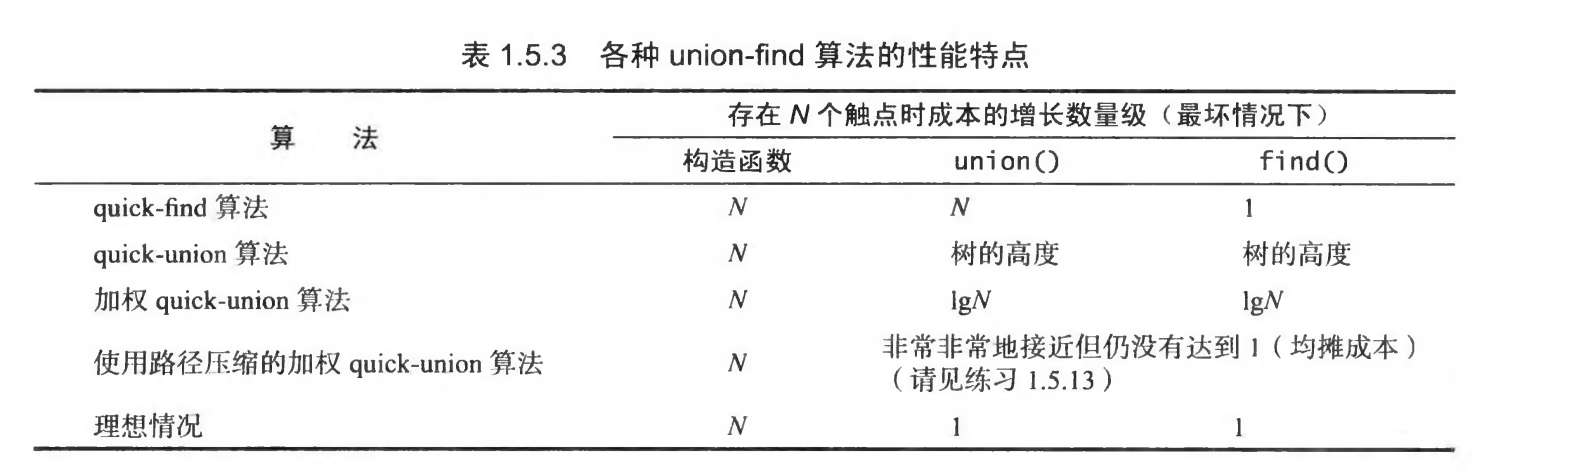 表 1.5.3 各种 union-find 算法的性能特点
算 法 存在 N 个触点时成本的增长数量级（最坏情况下）
构造函数 union() find()
quick-find 算法 N N 1
quick-union 算法 N 树的高度 树的高度
加权 quick-union 算法 N lgN lgN
使用路径压缩的加权 quick-union 算法 N 非常非常地接近但仍没有达到 1（均摊成本）
（请见练习 1.5.13）
理想情况 N 1 1